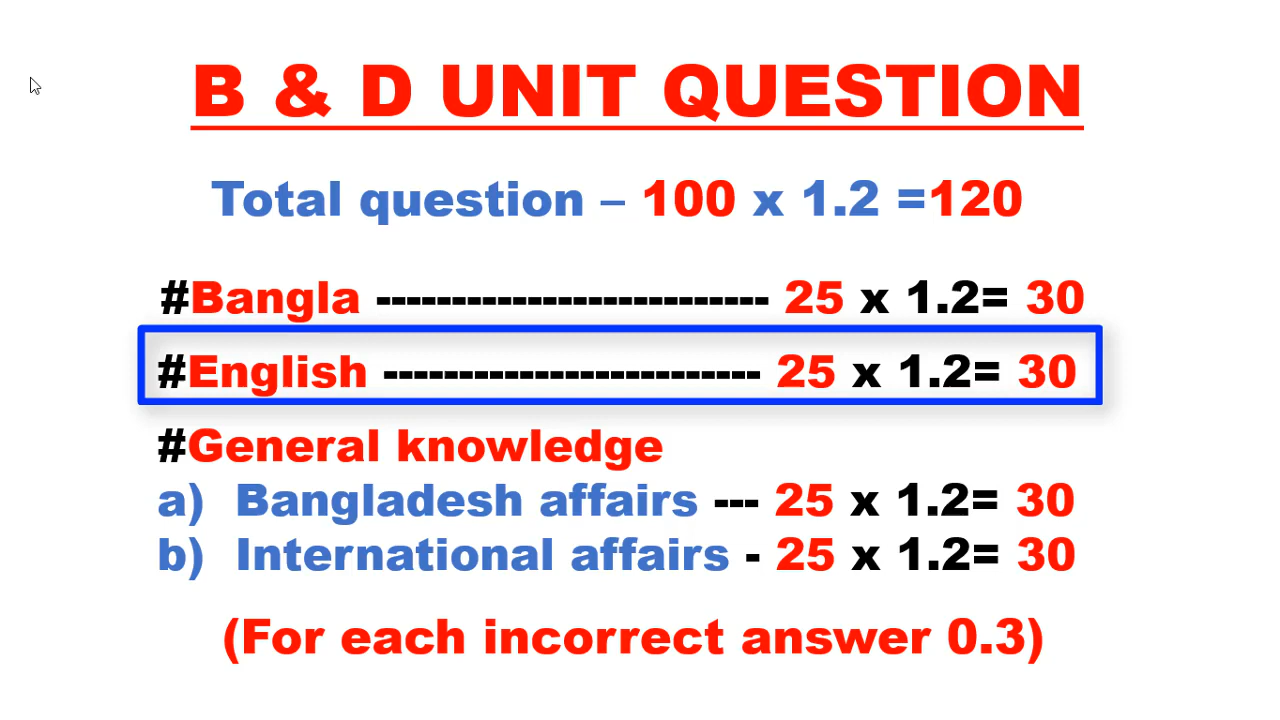 B & D UNIT QUESTION
Total question – 100 x 1.2 =120
#Bangla -------------------------- 25 x 1.2= 30
#English ------------------------- 25 x 1.2= 30
#General knowledge
a) Bangladesh affairs --- 25 x 1.2= 30
b) International affairs - 25 x 1.2= 30
(For each incorrect answer 0.3)